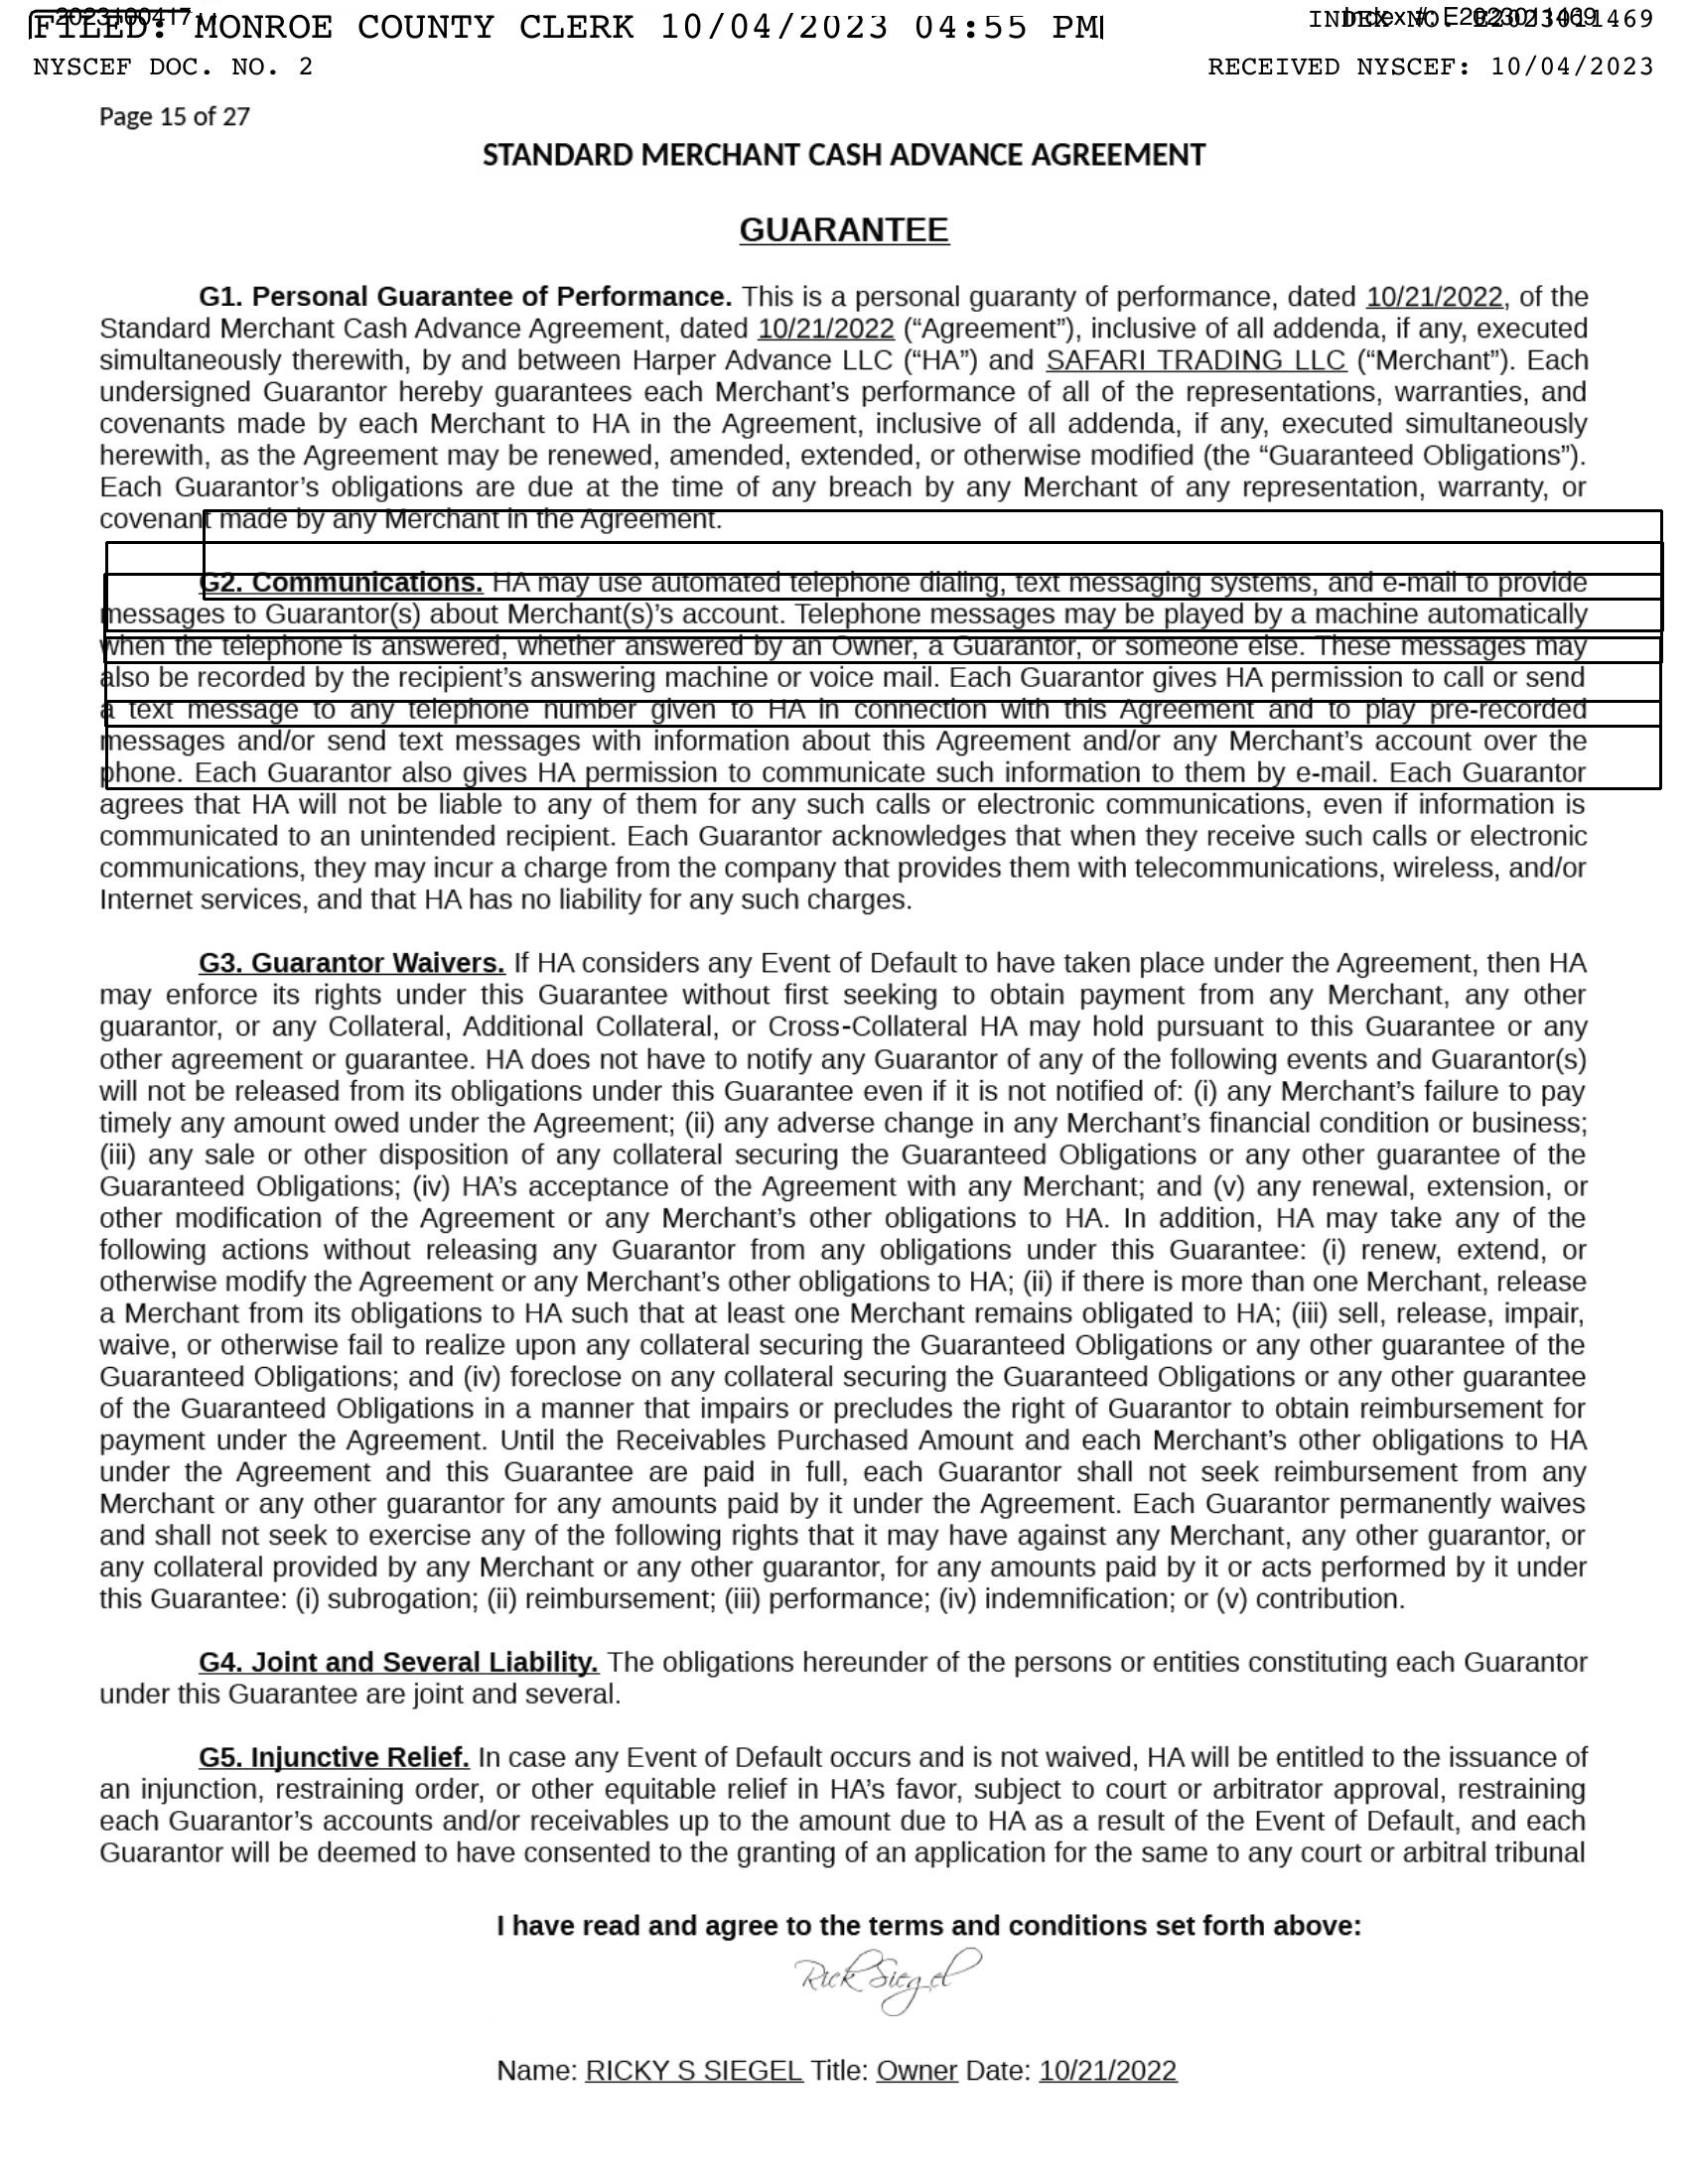 202310041711
FILED: MONROE COUNTY CLERK 10/04/2023 04:55 PM
INDEX NO. E2023011469
Index #: E2023011469
NYSCEF DOC. NO. 2
RECEIVED NYSCEF: 10/04/2023
Page 15 of 27
STANDARD MERCHANT CASH ADVANCE AGREEMENT
GUARANTEE
G1. Personal Guarantee of Performance. This is a personal guaranty of performance, dated 10/21/2022, of the
Standard Merchant Cash Advance Agreement, dated 10/21/2022 (“Agreement”), inclusive of all addenda, if any, executed
simultaneously therewith, by and between Harper Advance LLC (“HA”) and SAFARI TRADING LLC (“Merchant”). Each
undersigned Guarantor hereby guarantees each Merchant’s performance of all of the representations, warranties, and
covenants made by each Merchant to HA in the Agreement, inclusive of all addenda, if any, executed simultaneously
herewith, as the Agreement may be renewed, amended, extended, or otherwise modified (the “Guaranteed Obligations”).
Each Guarantor’s obligations are due at the time of any breach by any Merchant of any representation, warranty, or
covenant made by any Merchant in the Agreement.
G2. Communications. HA may use automated telephone dialing, text messaging systems, and e-mail to provide
messages to Guarantor(s) about Merchant(s)’s account. Telephone messages may be played by a machine automatically
when the telephone is answered, whether answered by an Owner, a Guarantor, or someone else. These messages may
also be recorded by the recipient’s answering machine or voice mail. Each Guarantor gives HA permission to call or send
a text message to any telephone number given to HA in connection with this Agreement and to play pre-recorded
messages and/or send text messages with information about this Agreement and/or any Merchant’s account over the
phone. Each Guarantor also gives HA permission to communicate such information to them by e-mail. Each Guarantor
agrees that HA will not be liable to any of them for any such calls or electronic communications, even if information is
communicated to an unintended recipient. Each Guarantor acknowledges that when they receive such calls or electronic
communications, they may incur a charge from the company that provides them with telecommunications, wireless, and/or
Internet services, and that HA has no liability for any such charges.
G3. Guarantor Waivers. If HA considers any Event of Default to have taken place under the Agreement, then HA
may enforce its rights under this Guarantee without first seeking to obtain payment from any Merchant, any other
guarantor, or any Collateral, Additional Collateral, or Cross-Collateral HA may hold pursuant to this Guarantee or any
other agreement or guarantee. HA does not have to notify any Guarantor of any of the following events and Guarantor(s)
will not be released from its obligations under this Guarantee even if it is not notified of: (i) any Merchant’s failure to pay
timely any amount owed under the Agreement; (ii) any adverse change in any Merchant’s financial condition or business;
(iii) any sale or other disposition of any collateral securing the Guaranteed Obligations or any other guarantee of the
Guaranteed Obligations; (iv) HA’s acceptance of the Agreement with any Merchant; and (v) any renewal, extension, or
other modification of the Agreement or any Merchant’s other obligations to HA. In addition, HA may take any of the
following actions without releasing any Guarantor from any obligations under this Guarantee: (i) renew, extend, or
otherwise modify the Agreement or any Merchant’s other obligations to HA; (ii) if there is more than one Merchant, release
a Merchant from its obligations to HA such that at least one Merchant remains obligated to HA; (iii) sell, release, impair,
waive, or otherwise fail to realize upon any collateral securing the Guaranteed Obligations or any other guarantee of the
Guaranteed Obligations; and (iv) foreclose on any collateral securing the Guaranteed Obligations or any other guarantee
of the Guaranteed Obligations in a manner that impairs or precludes the right of Guarantor to obtain reimbursement for
payment under the Agreement. Until the Receivables Purchased Amount and each Merchant’s other obligations to HA
under the Agreement and this Guarantee are paid in full, each Guarantor shall not seek reimbursement from any
Merchant or any other guarantor for any amounts paid by it under the Agreement. Each Guarantor permanently waives
and shall not seek to exercise any of the following rights that it may have against any Merchant, any other guarantor, or
any collateral provided by any Merchant or any other guarantor, for any amounts paid by it or acts performed by it under
this Guarantee: (i) subrogation; (ii) reimbursement; (iii) performance; (iv) indemnification; or (v) contribution.
G4. Joint and Several Liability. The obligations hereunder of the persons or entities constituting each Guarantor
under this Guarantee are joint and several.
G5. Injunctive Relief. In case any Event of Default occurs and is not waived, HA will be entitled to the issuance of
an injunction, restraining order, or other equitable relief in HA’s favor, subject to court or arbitrator approval, restraining
each Guarantor’s accounts and/or receivables up to the amount due to HA as a result of the Event of Default, and each
Guarantor will be deemed to have consented to the granting of an application for the same to any court or arbitral tribunal
I have read and agree to the terms and conditions set forth above:
Rick Siegel
Name: RICKY S SIEGEL Title: Owner Date: 10/21/2022